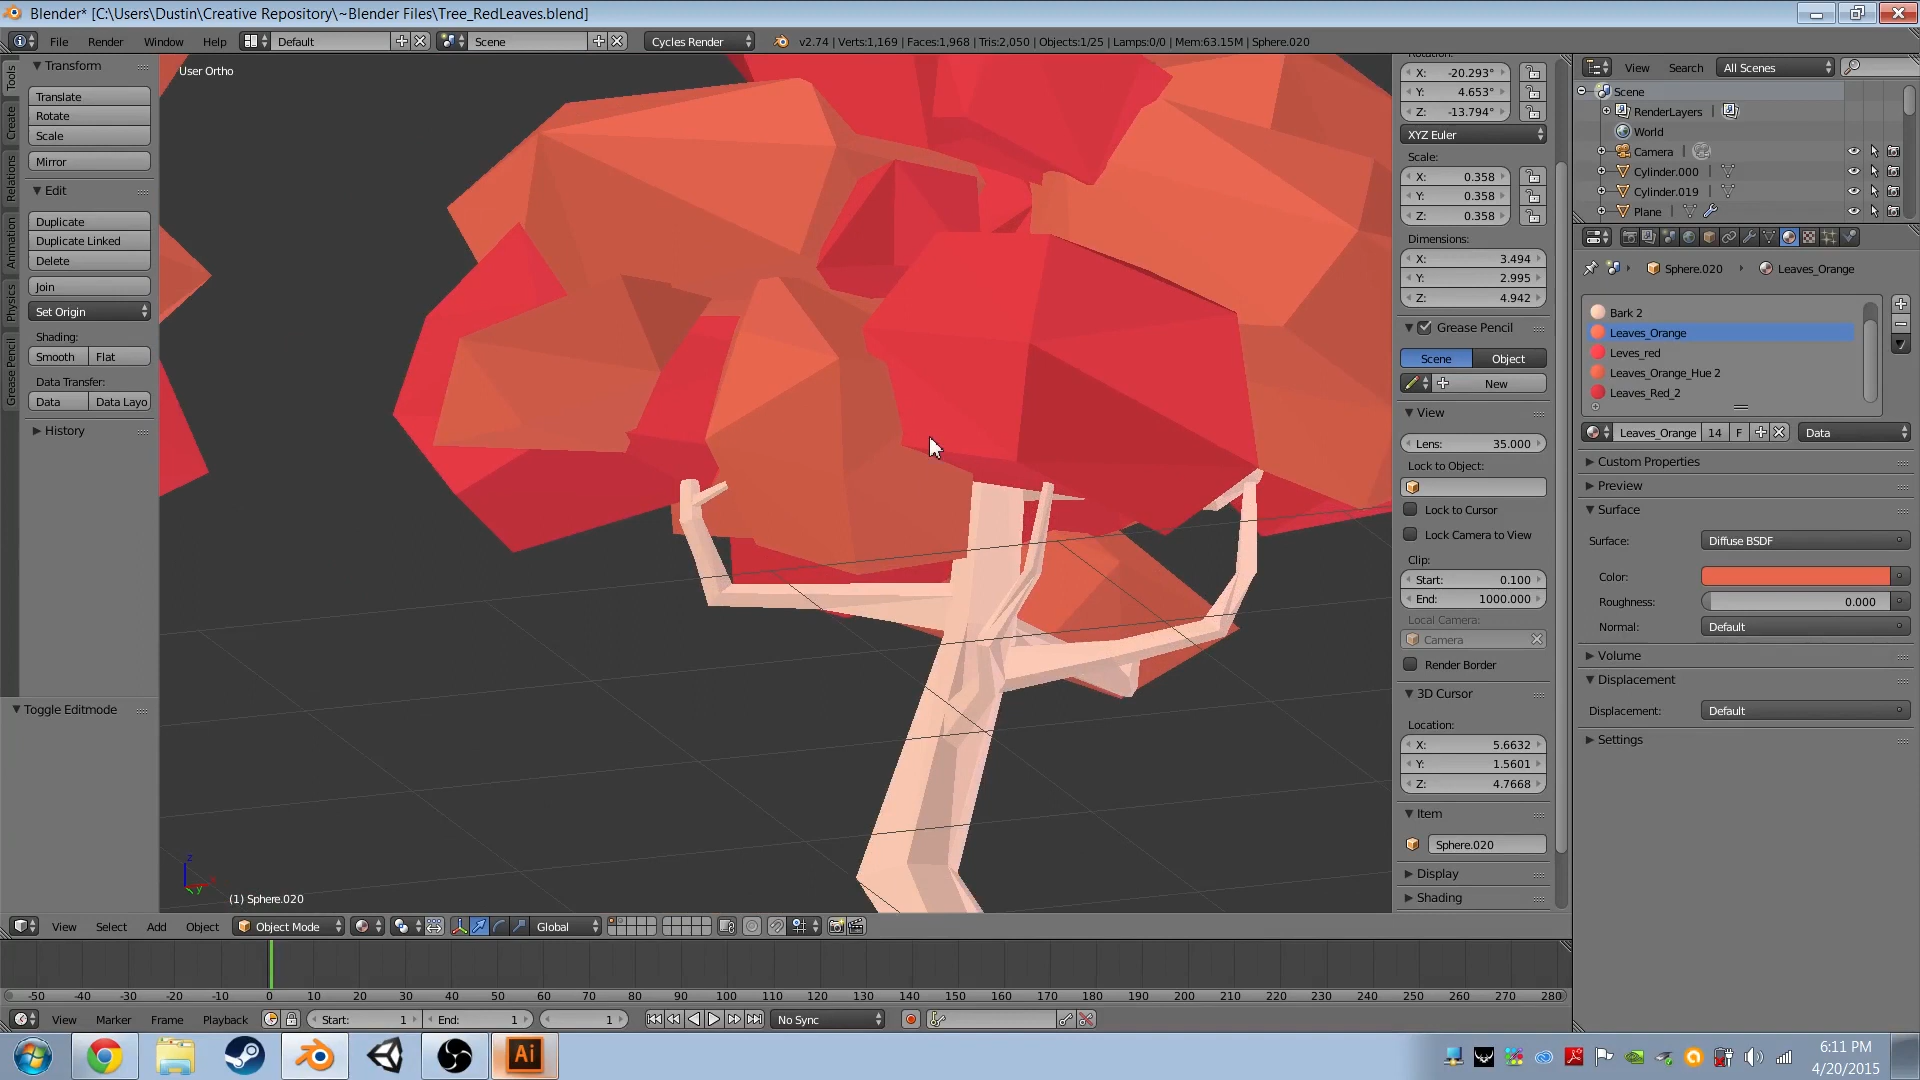 Blender* [C:\Users\Dustin\Creative Repository\~Blender Files\Tree_RedLeaves.blend]
File Render Window Help Default Scene Cycles Render v2.74 | Verts:1,169 | Faces:1,968 | Tris:2,050 | Objects:1/25 | Lamps:0/0 | Mem:63.15M | Sphere.020
Tools
Create
Relations
Animation
Physics
Grease Pencil
Transform
Translate
Rotate
Scale
Mirror
Edit
Duplicate
Duplicate Linked
Delete
Join
Set Origin
Shading:
Smooth Flat
Data Transfer:
Data Data Layo
History
Toggle Editmode
User Ortho
(1) Sphere.020
X: -20.293°
Y: 4.653°
Z: -13.794°
XYZ Euler
Scale:
X: 0.358
Y: 0.358
Z: 0.358
Dimensions:
X: 3.494
Y: 2.995
Z: 4.942
Grease Pencil
Scene Object
New
View
Lens: 35.000
Lock to Object:
Lock to Cursor
Lock Camera to View
Clip:
Start: 0.100
End: 1000.000
Local Camera:
Camera
Render Border
3D Cursor
Location:
X: 5.6632
Y: 1.5601
Z: 4.7668
Item
Sphere.020
Display
Shading
View Search All Scenes
Scene
RenderLayers
World
Camera
Cylinder.000
Cylinder.019
Plane
Sphere.020 Leaves_Orange
Bark 2
Leaves_Orange
Leves_red
Leaves_Orange_Hue 2
Leaves_Red_2
Leaves_Orange 14 F Data
Custom Properties
Preview
Surface
Surface: Diffuse BSDF
Color:
Roughness: 0.000
Normal: Default
Volume
Displacement
Displacement: Default
Settings
View Select Add Object Object Mode Global
-50 -40 -30 -20 -10 0 10 20 30 40 50 60 70 80 90 100 110 120 130 140 150 160 170 180 190 200 210 220 230 240 250 260 270 280
View Marker Frame Playback Start: 1 End: 1 1 No Sync
Ai
6:11 PM
4/20/2015